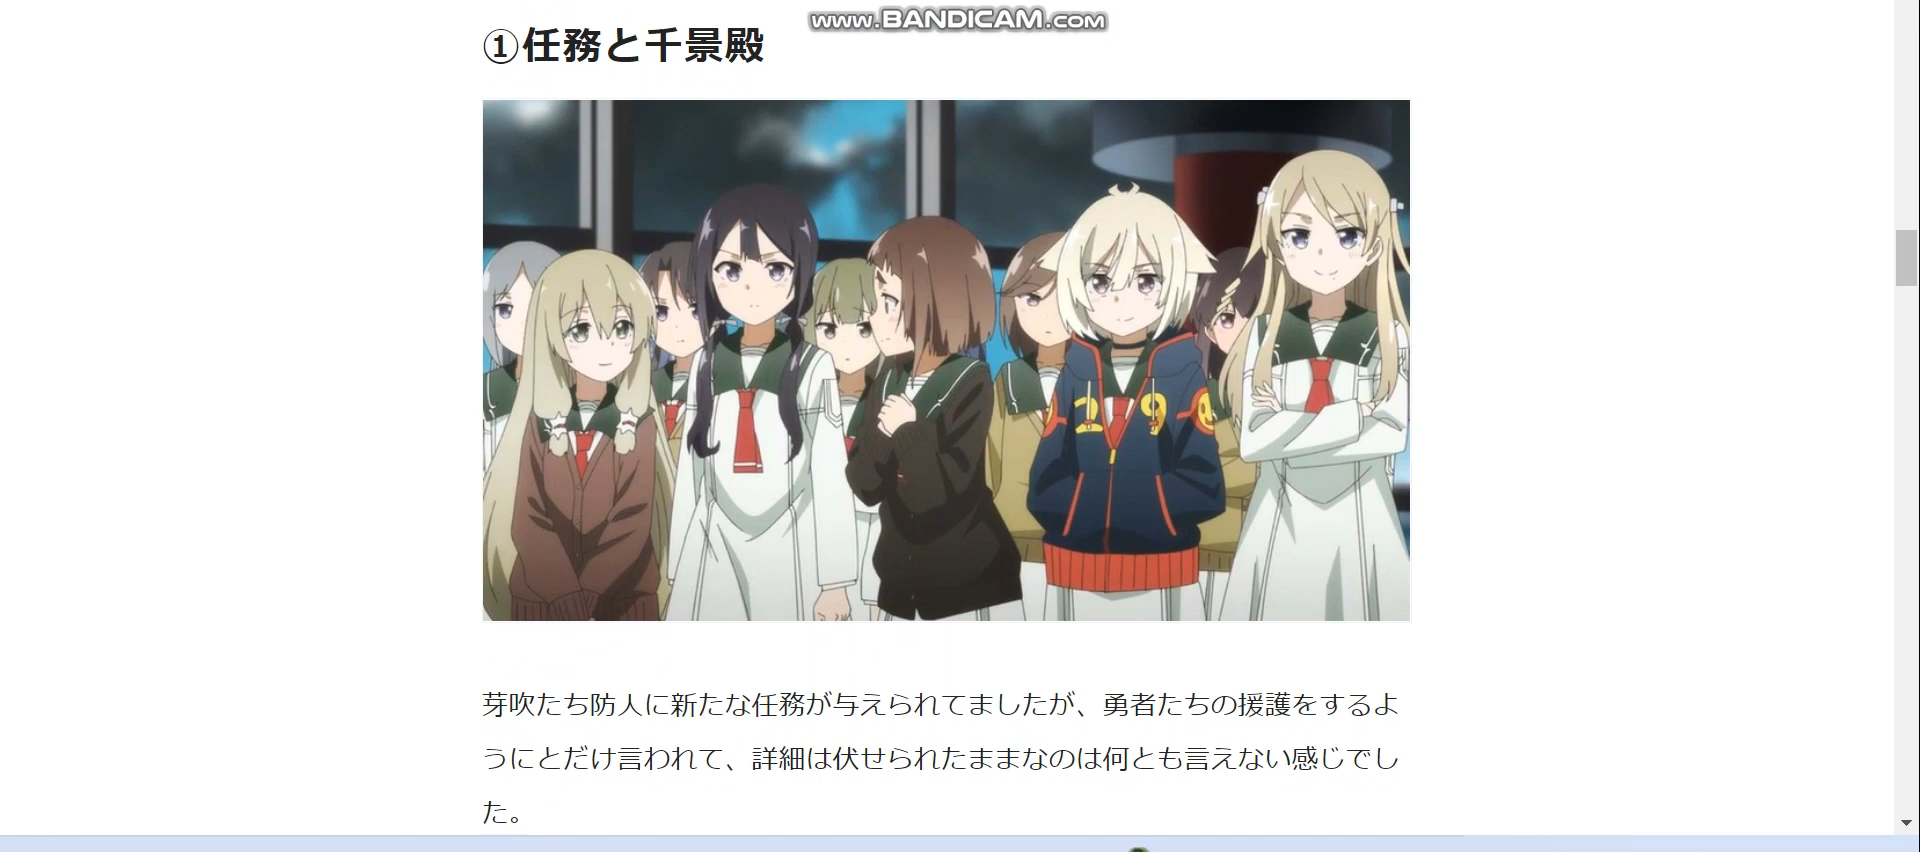 www.BANDICAM.com
①任務と千景殿
29
芽吹たち防人に新たな任務が与えられてましたが、勇者たちの援護をするよ
うにとだけ言われて、詳細は伏せられたままなのは何とも言えない感じでし
た。